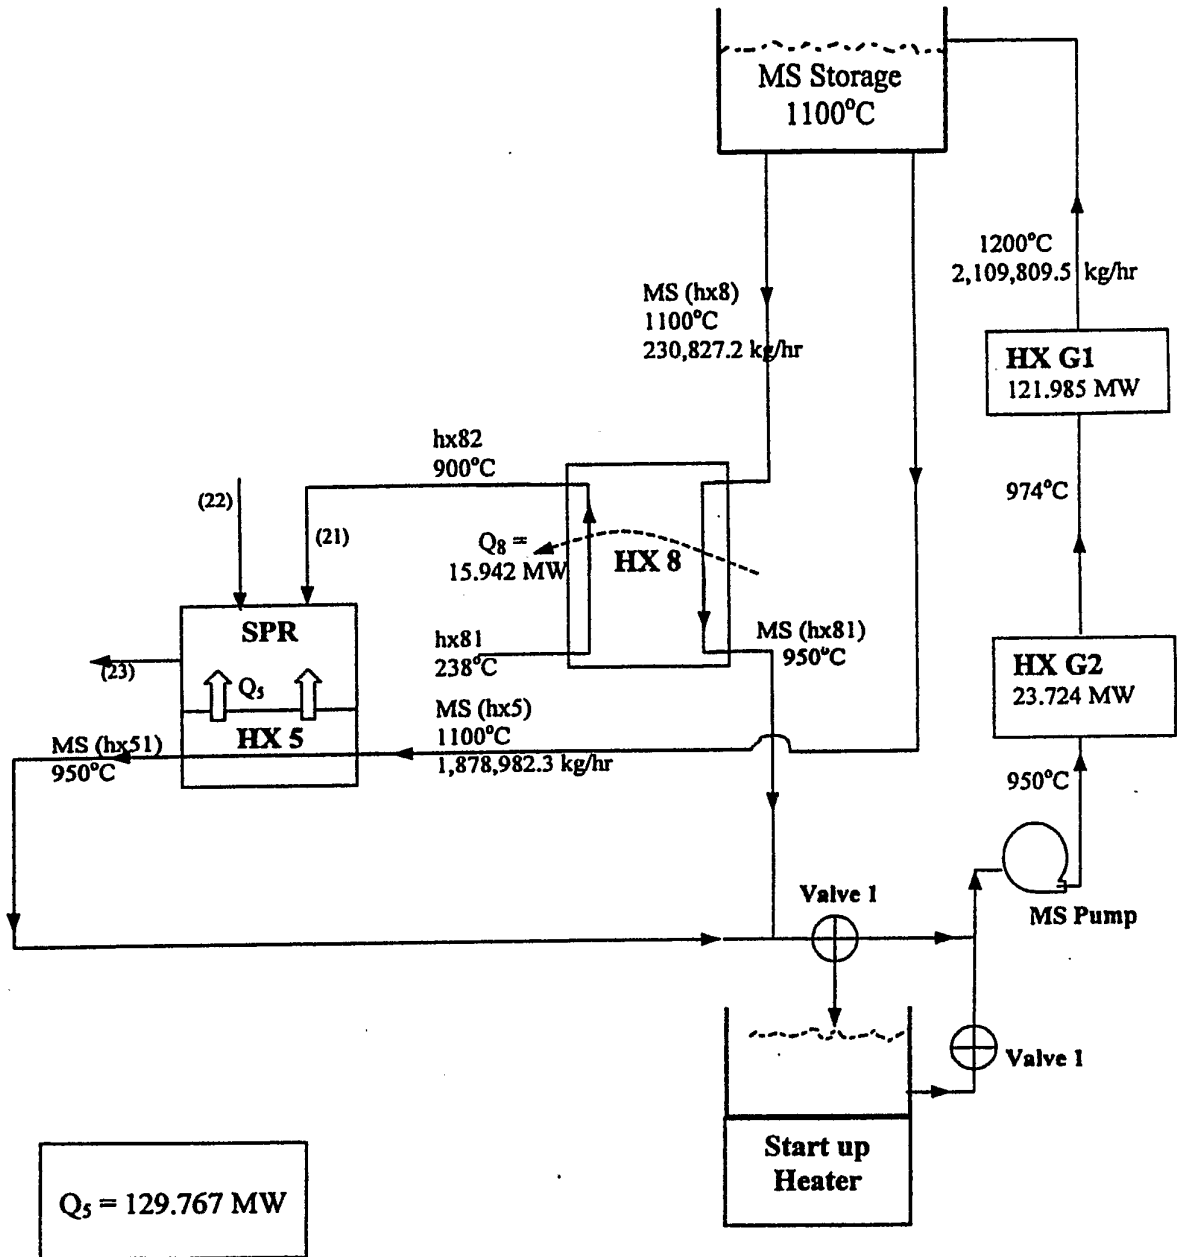 MS Storage
1100°C
1200°C
2,109,809.5 kg/hr
MS (hx8)
1100°C
230,827.2 kg/hr
HX G1
121.985 MW
hx82
900°C
974°C
(22)
(21)
Q₈ =
15.942 MW
HX 8
SPR
hx81
238°C
MS (hx81)
950°C
HX G2
23.724 MW
(23)
Q₅
MS (hx5)
1100°C
1,878,982.3 kg/hr
HX 5
MS (hx51)
950°C
950°C
Valve 1
MS Pump
Valve 1
Start up
Heater
Q₅ = 129.767 MW